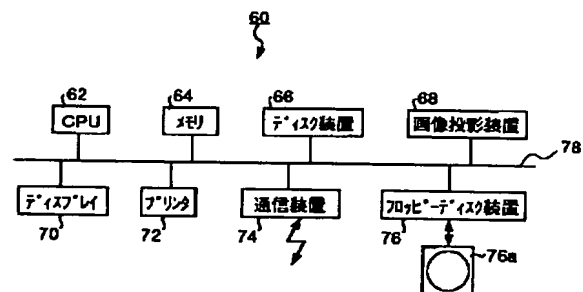 60
62
64
66
68
CPU
ﾒﾓﾘ
ﾃﾞｨｽｸ装置
画像投影装置
78
ﾃﾞｨｽﾌﾟﾚｲ
ﾌﾟﾘﾝﾀ
通信装置
ﾌﾛｯﾋﾟｰﾃﾞｨｽｸ装置
70
72
74
76
76a